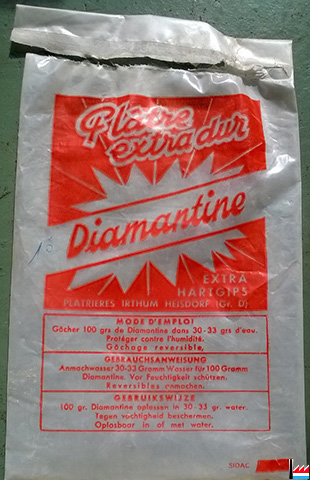 Platre
extra dur
Diamantine
EXTRA
HARTGIPS
PLATRIERES IRTHUM HEISDORF (Gr. D)
MODE D'EMPLOI
Gâcher 100 grs de Diamantine dans 30-33 grs d'eau.
Protéger contre l'humidité.
Gâchage reversible.
GEBRAUCHSANWEISUNG
Anmachwasser 30-33 Gramm Wasser für 100 Gramm
Diamantine. Vor Feuchtigkeit schützen.
Reversibles anmachen.
GEBRUIKSWIJZE
100 gr. Diamantine oplossen in 30-33 gr. water.
Tegen vochtigheid beschermen.
Oplosbaar in of met water.
SIDAC